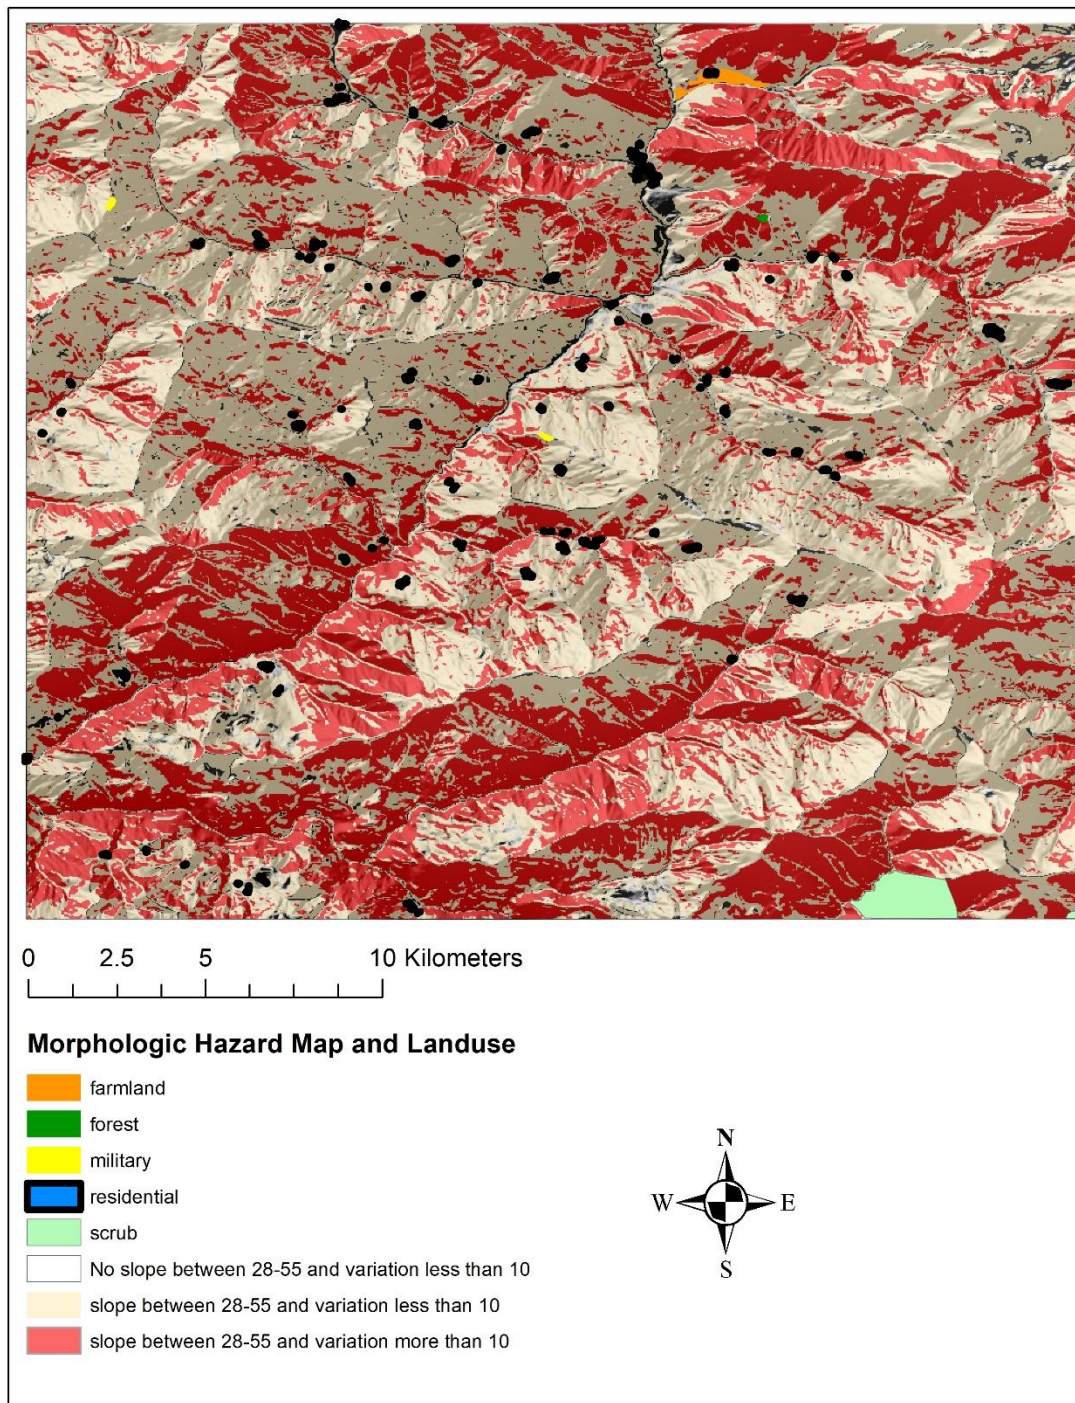 0 2.5 5 10 Kilometers
Morphologic Hazard Map and Landuse
farmland
forest
military
residential
scrub
No slope between 28-55 and variation less than 10
slope between 28-55 and variation less than 10
slope between 28-55 and variation more than 10
N
W E
S